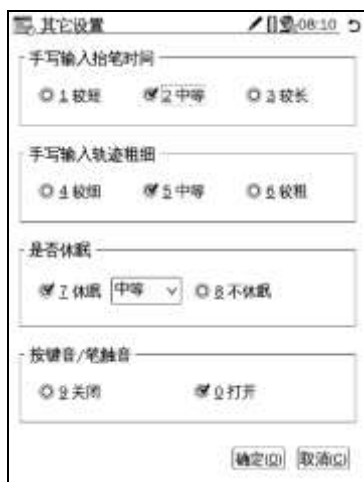 其它设置 08:10
手写输入抬笔时间
1 较短 2 中等 3 较长
手写输入轨迹粗细
4 较细 5 中等 6 较粗
是否休眠
7 休眠 中等 8 不休眠
按键音/笔触音
9 关闭 0 打开
确定(O) 取消(C)